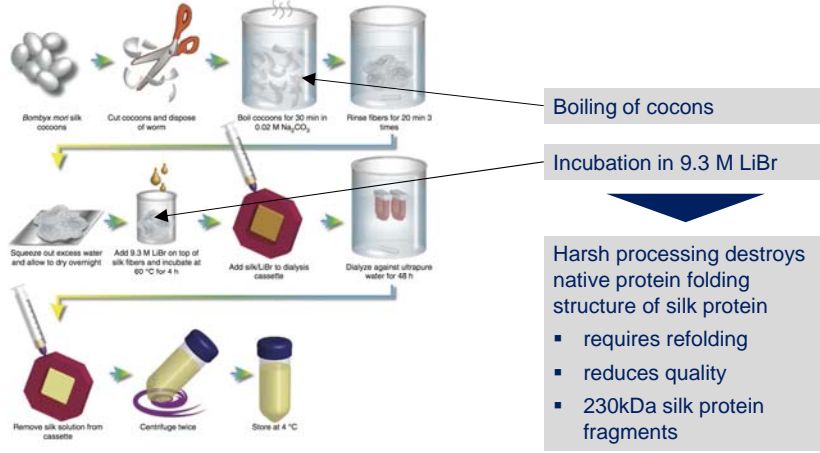 Bombyx mori silk
cocoons
Cut cocoons and dispose
of worm
Boil cocoons for 30 min in
0.02 M Na₂CO₃
Rinse fibers for 20 min 3
times
Boiling of cocons
Incubation in 9.3 M LiBr
Squeeze out excess water
and allow to dry overnight
Add 9.3 M LiBr on top of
silk fibers and incubate at
60 °C for 4 h
Add silk/LiBr to dialysis
cassette
Dialyze against ultrapure
water for 48 h
Harsh processing destroys
native protein folding
structure of silk protein
▪ requires refolding
▪ reduces quality
▪ 230kDa silk protein
fragments
Remove silk solution from
cassette
Centrifuge twice
Store at 4 °C